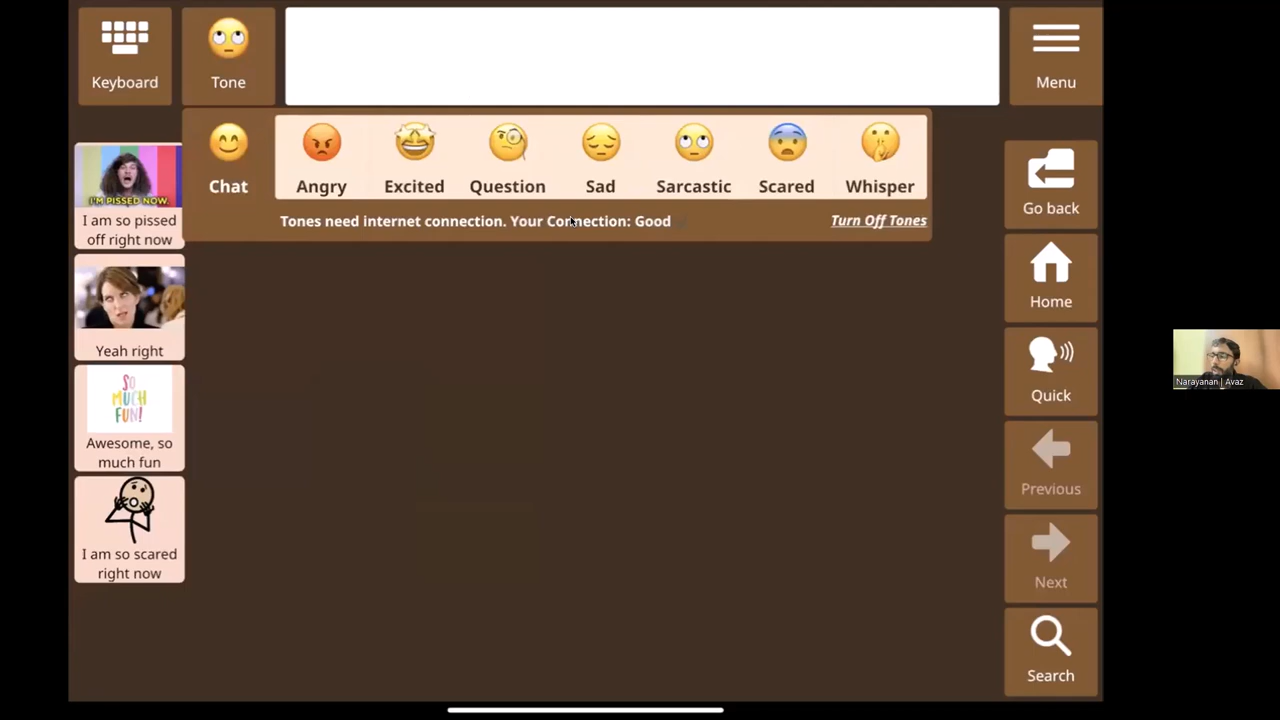 Keyboard
Tone
Menu
Chat
Angry
Excited
Question
Sad
Sarcastic
Scared
Whisper
Tones need internet connection. Your Connection: Good
Turn Off Tones
I'M PISSED NOW.
I am so pissed
off right now
Yeah right
SO
MUCH
FUN!
Awesome, so
much fun
I am so scared
right now
Go back
Home
Quick
Previous
Next
Search
Narayanan | Avaz